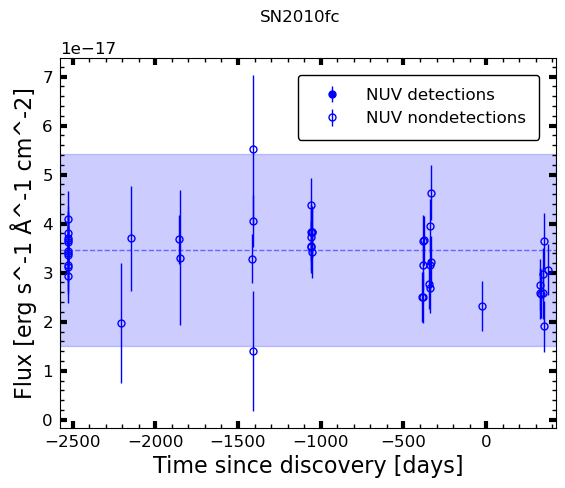 SN2010fc
1e−17
7
6
5
4
3
2
1
0
NUV detections
NUV nondetections
Flux [erg s^-1 Å^-1 cm^-2]
−2500 −2000 −1500 −1000 −500 0
Time since discovery [days]